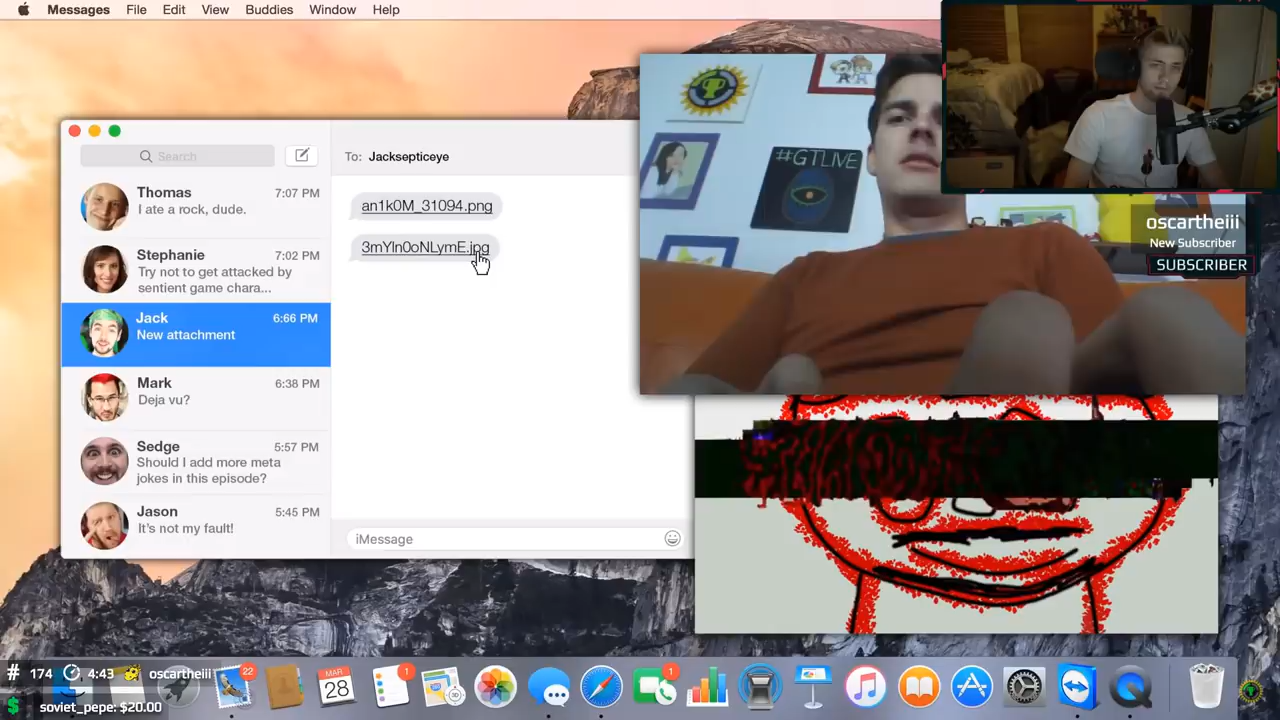 Messages File Edit View Buddies Window Help
Search
To: Jacksepticeye
Thomas 7:07 PM
I ate a rock, dude.
Stephanie 7:02 PM
Try not to get attacked by
sentient game chara...
Jack 6:66 PM
New attachment
Mark 6:38 PM
Deja vu?
Sedge 5:57 PM
Should I add more meta
jokes in this episode?
Jason 5:45 PM
It's not my fault!
an1k0M_31094.png
3mYIn0oNLymE.jpg
iMessage
#GTLIVE
oscartheiii
New Subscriber
SUBSCRIBER
# 174 4:43 oscartheiii
$ soviet_pepe: $20.00
22
MAR
28
1
1